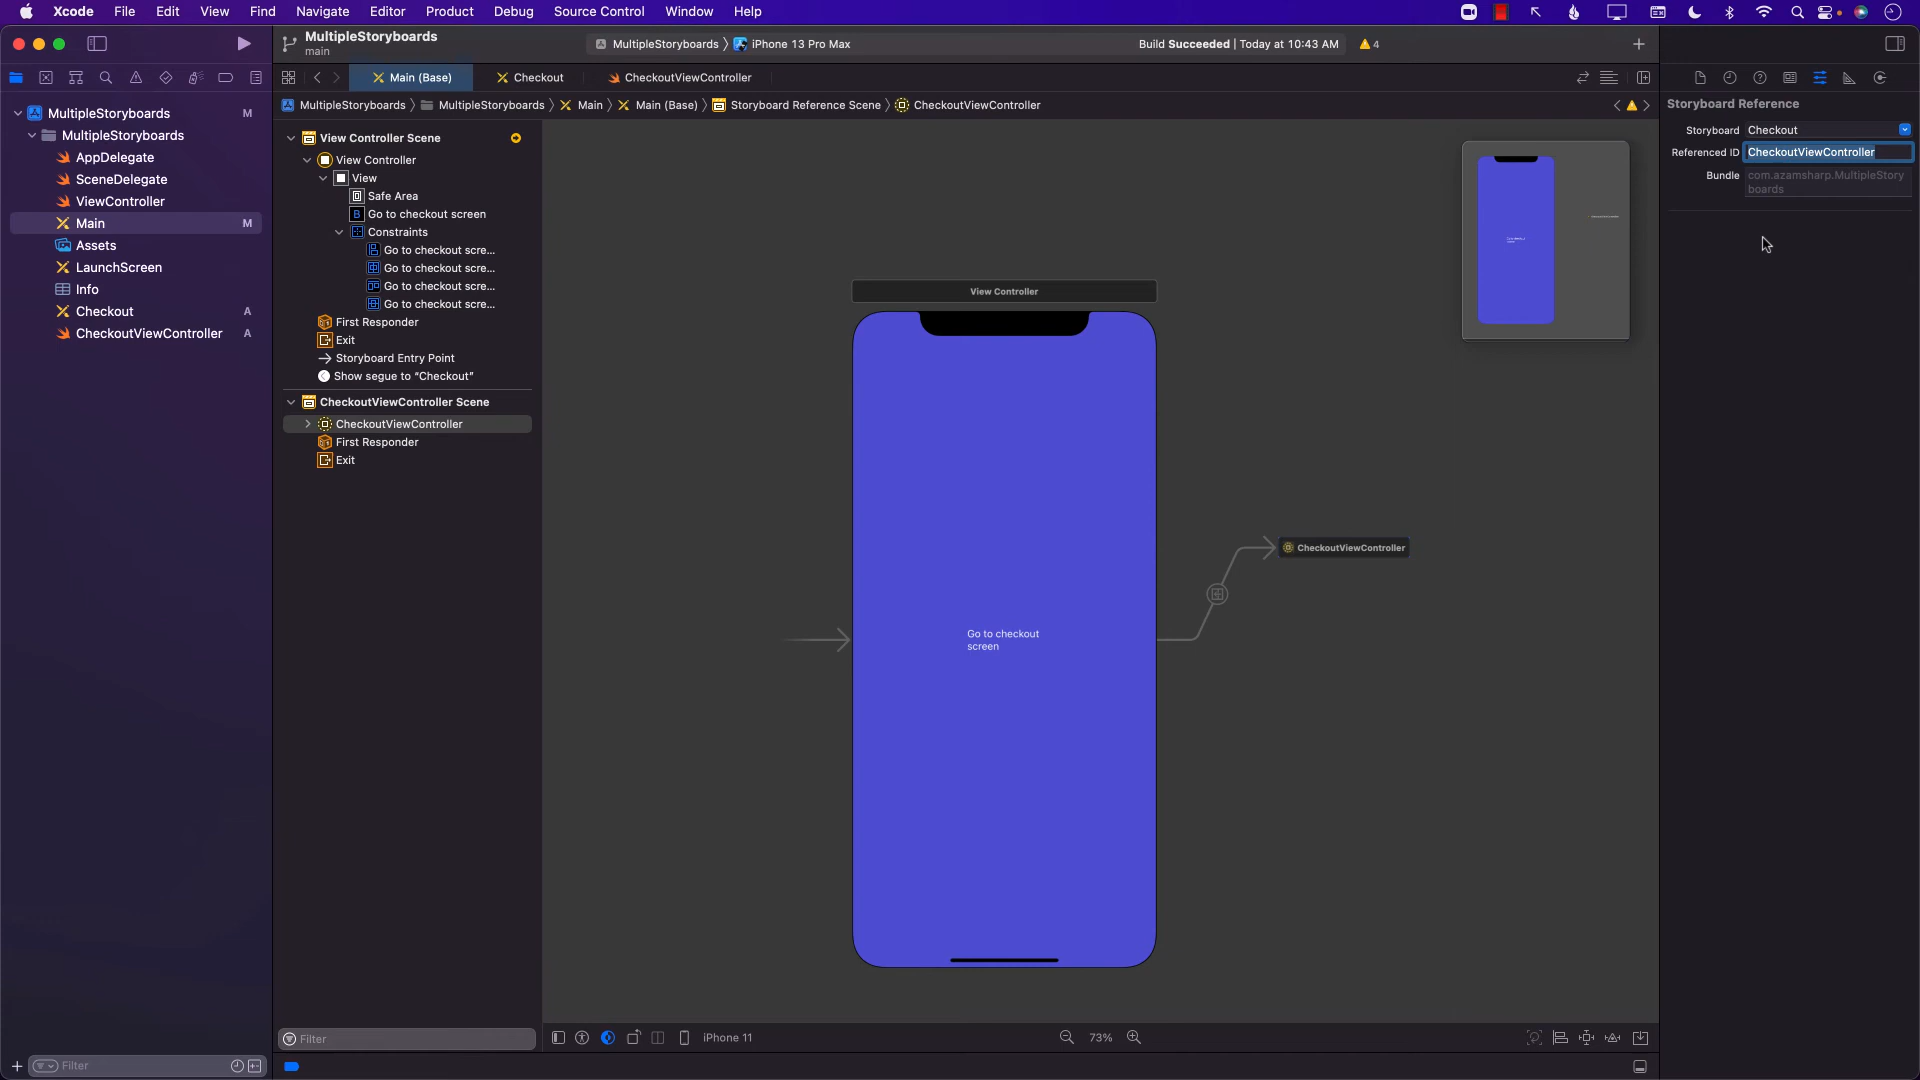 Xcode File Edit View Find Navigate Editor Product Debug Source Control Window Help
MultipleStoryboards
main
MultipleStoryboards 〉 iPhone 13 Pro Max
Build Succeeded | Today at 10:43 AM
4
Main (Base)
Checkout
CheckoutViewController
MultipleStoryboards 〉 MultipleStoryboards 〉 Main 〉 Main (Base) 〉 Storyboard Reference Scene 〉 CheckoutViewController
MultipleStoryboards M
MultipleStoryboards
AppDelegate
SceneDelegate
ViewController
Main M
Assets
LaunchScreen
Info
Checkout A
CheckoutViewController A
Filter
View Controller Scene
View Controller
View
Safe Area
B Go to checkout screen
Constraints
Go to checkout scre...
Go to checkout scre...
Go to checkout scre...
Go to checkout scre...
First Responder
Exit
Storyboard Entry Point
Show segue to “Checkout”
CheckoutViewController Scene
CheckoutViewController
First Responder
Exit
Filter
View Controller
Go to checkout
screen
CheckoutViewController
iPhone 11
73%
Storyboard Reference
Storyboard Checkout
Referenced ID CheckoutViewController
Bundle com.azamsharp.MultipleStory
boards